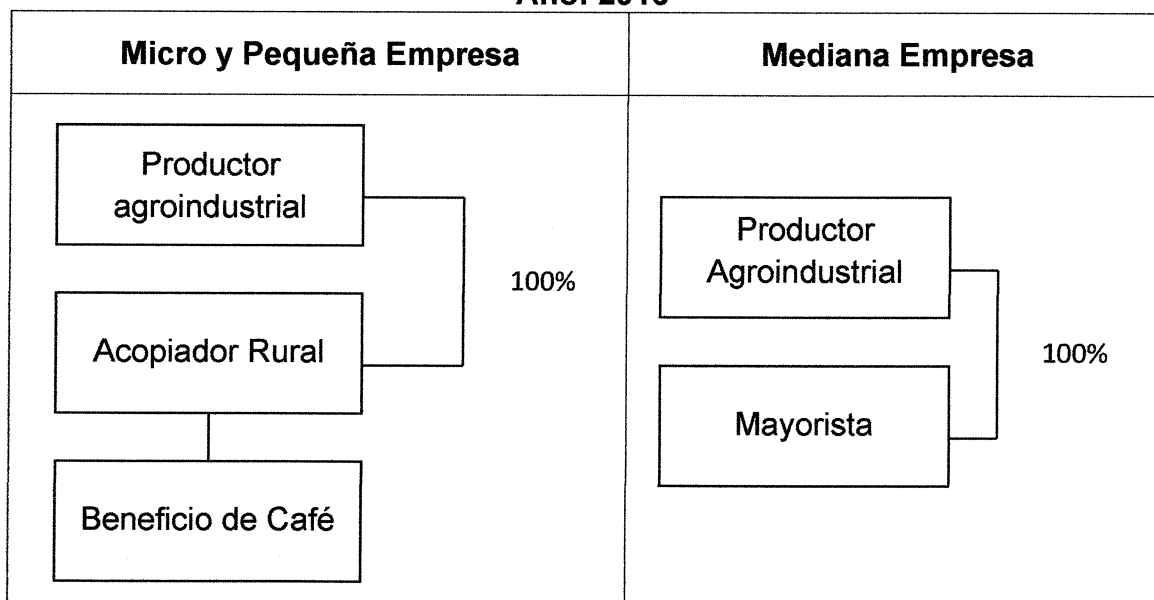 Micro y Pequeña Empresa
Mediana Empresa
Productor
agroindustrial
100%
Acopiador Rural
Beneficio de Café
Productor
Agroindustrial
100%
Mayorista